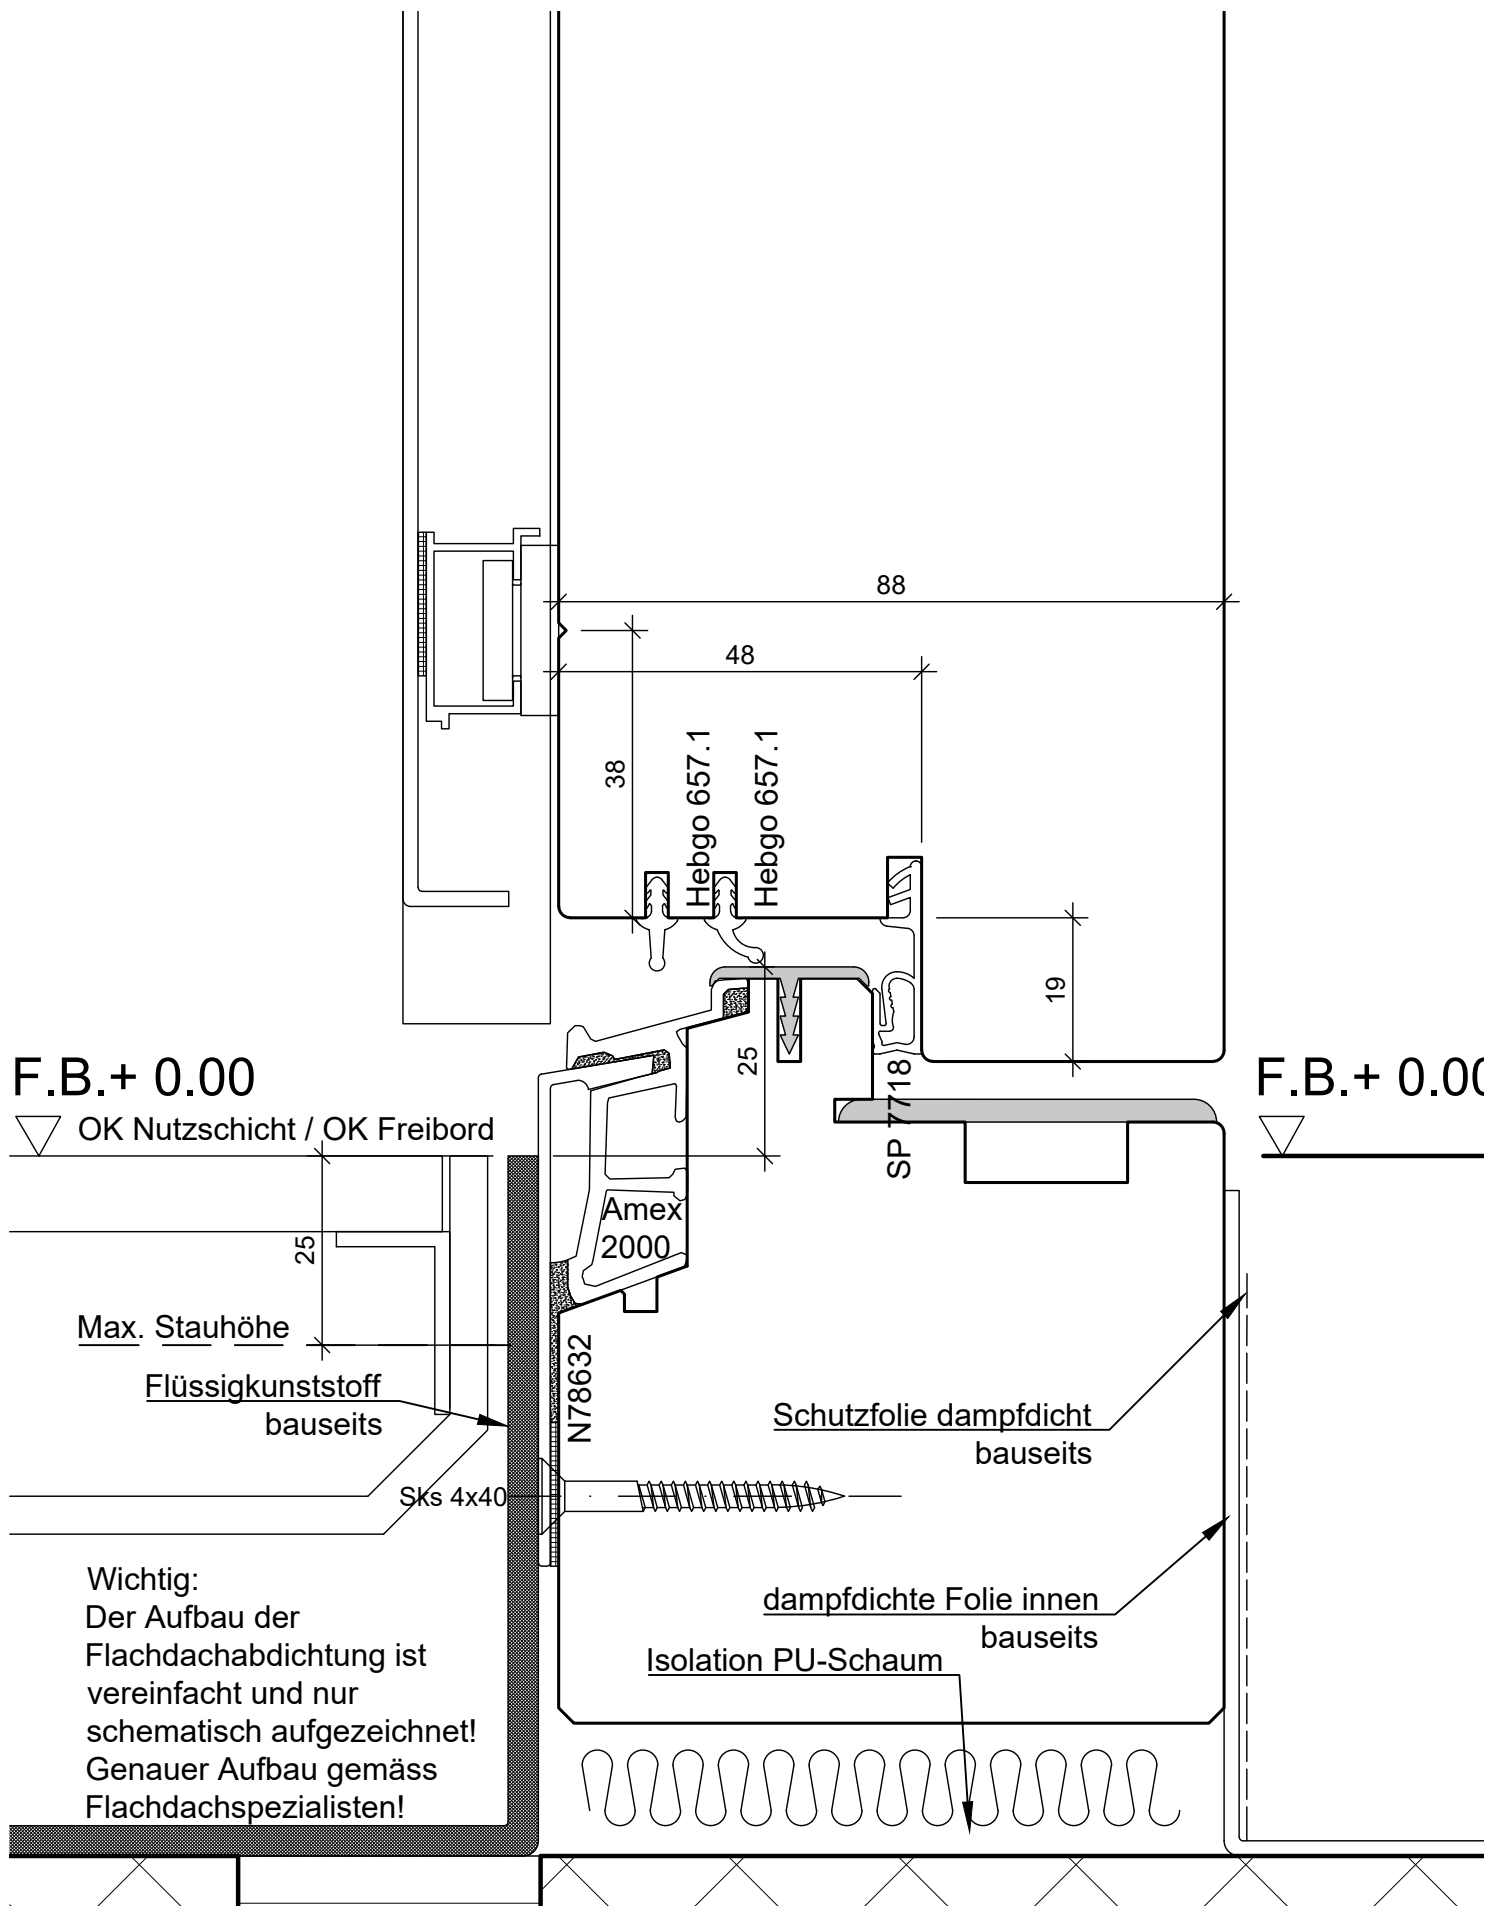 88
48
38
Hebgo 657.1
Hebgo 657.1
19
25
F.B.+ 0.00
OK Nutzschicht / OK Freibord
F.B.+ 0.00
SP 7718
Amex
2000
25
Max. Stauhöhe
Flüssigkunststoff
bauseits
N78632
Schutzfolie dampfdicht
bauseits
Sks 4x40
Wichtig:
Der Aufbau der
Flachdachabdichtung ist
vereinfacht und nur
schematisch aufgezeichnet!
Genauer Aufbau gemäss
Flachdachspezialisten!
dampfdichte Folie innen
bauseits
Isolation PU-Schaum